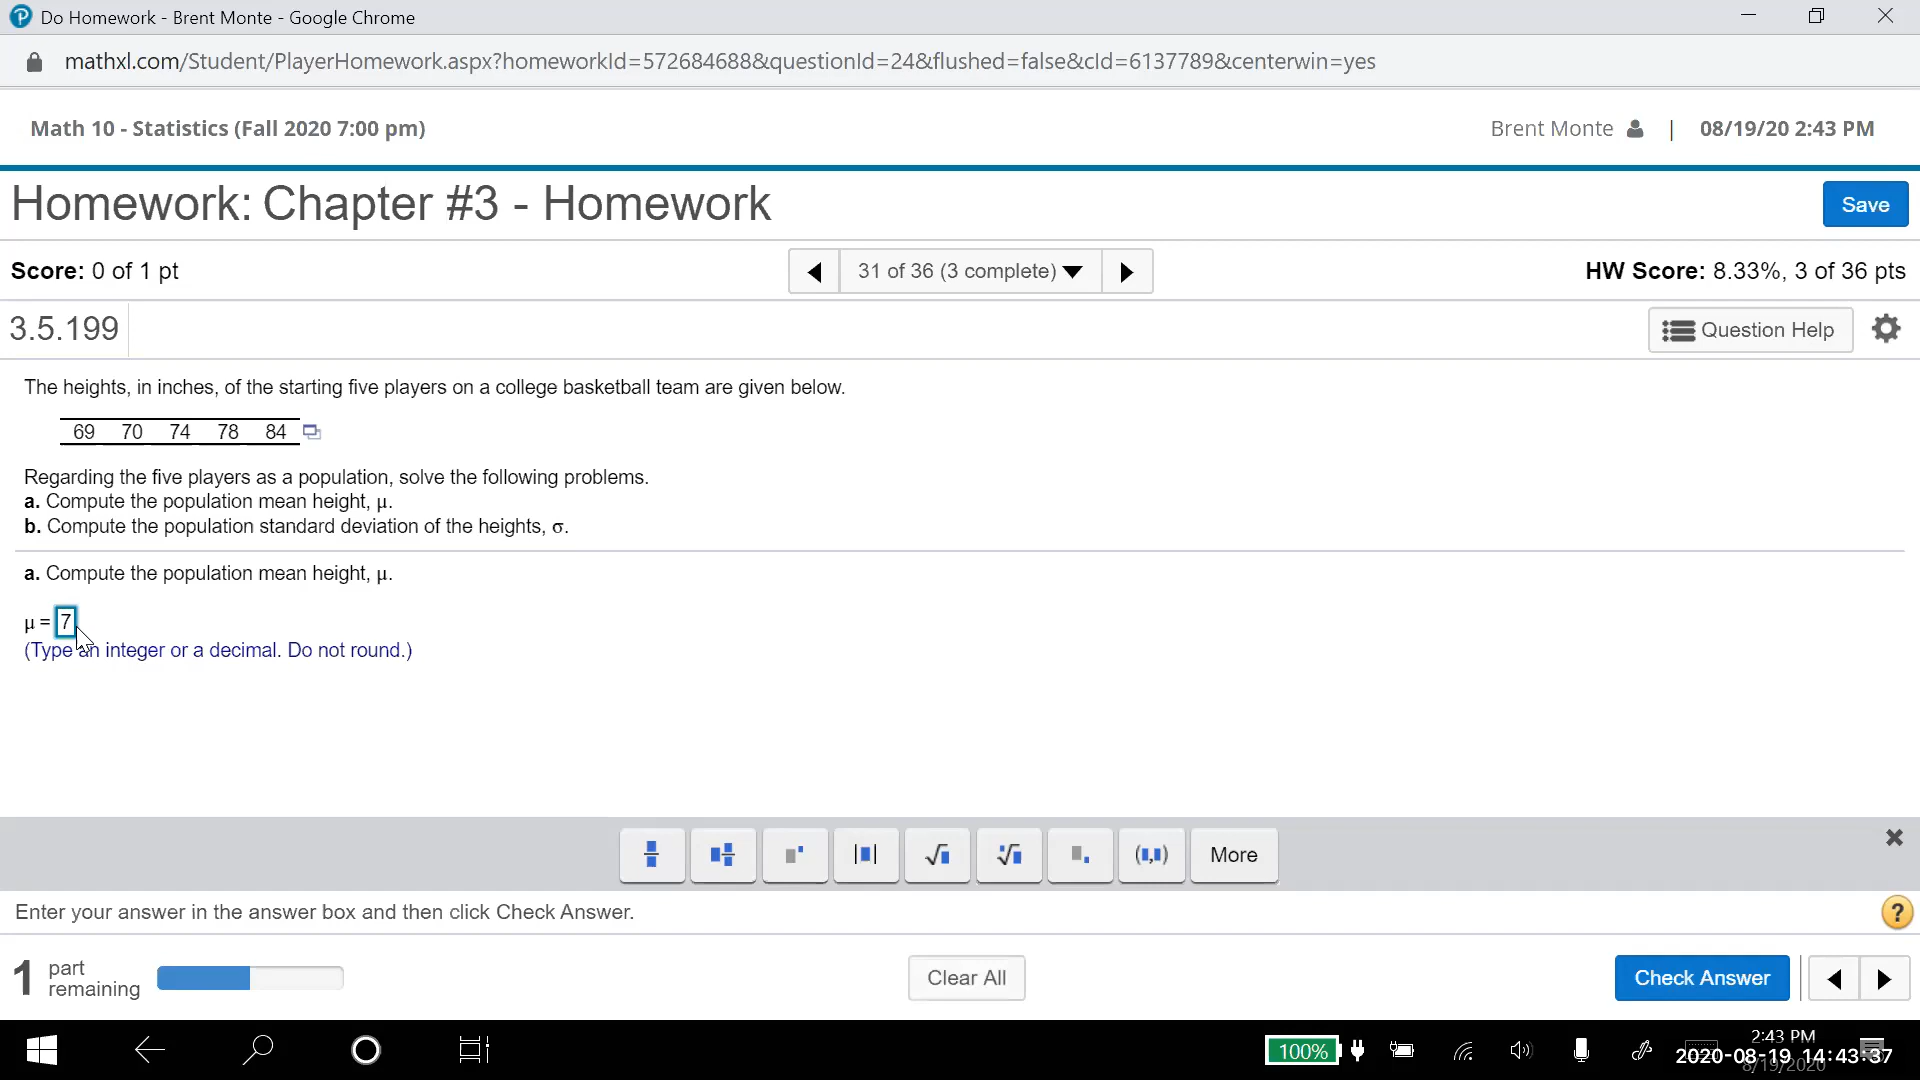 Do Homework - Brent Monte - Google Chrome
mathxl.com/Student/PlayerHomework.aspx?homeworkId=572684688&questionId=24&flushed=false&cId=6137789&centerwin=yes
Math 10 - Statistics (Fall 2020 7:00 pm)
Brent Monte | 08/19/20 2:43 PM
Homework: Chapter #3 - Homework
Save
Score: 0 of 1 pt
31 of 36 (3 complete)
HW Score: 8.33%, 3 of 36 pts
3.5.199
Question Help
The heights, in inches, of the starting five players on a college basketball team are given below.
69 70 74 78 84
Regarding the five players as a population, solve the following problems.
a. Compute the population mean height, μ.
b. Compute the population standard deviation of the heights, σ.
a. Compute the population mean height, μ.
μ = 7
(Type an integer or a decimal. Do not round.)
More
Enter your answer in the answer box and then click Check Answer.
?
1 part remaining
Clear All
Check Answer
100%
2:43 PM
2020-08-19 14:43:37
8/19/2020